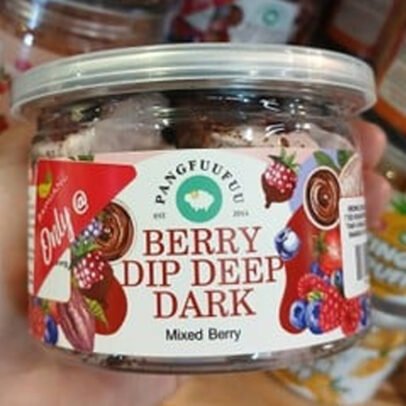 PANGFUUFUU
EST. 2014
Only @
BERRY
DIP DEEP
DARK
Mixed Berry